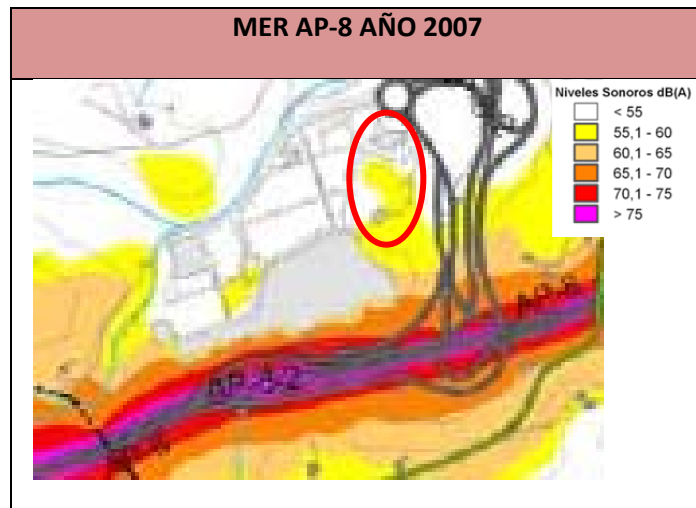 MER AP-8 AÑO 2007
Niveles Sonoros dB(A)
< 55
55,1 - 60
60,1 - 65
65,1 - 70
70,1 - 75
> 75
AP-8